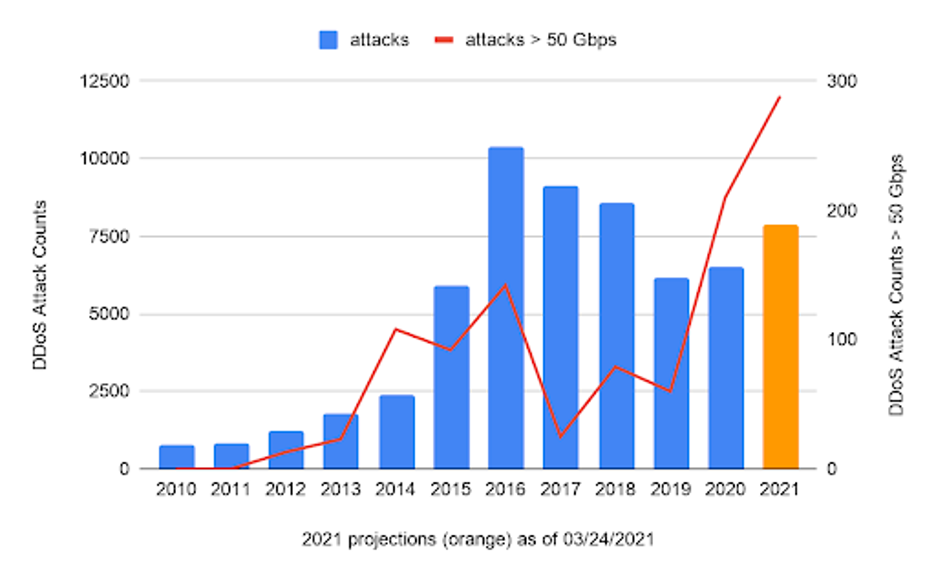 attacks attacks > 50 Gbps
12500
10000
7500
5000
2500
0
DDoS Attack Counts
300
200
100
0
DDoS Attack Counts > 50 Gbps
2010 2011 2012 2013 2014 2015 2016 2017 2018 2019 2020 2021
2021 projections (orange) as of 03/24/2021